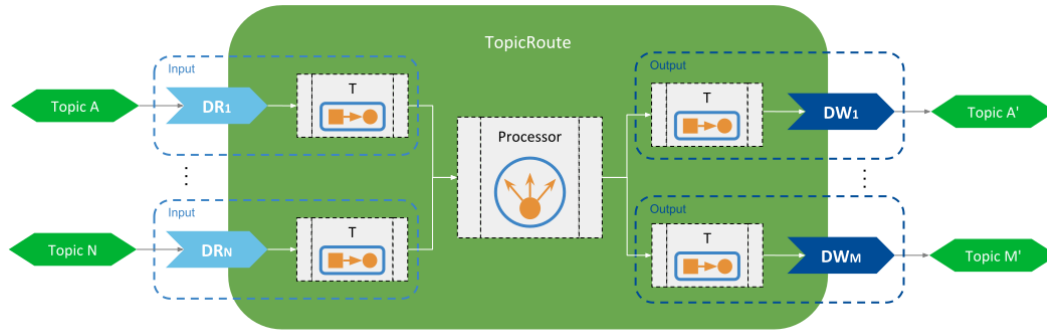 TopicRoute
Input
Output
T
T
Topic A
DR1
DW1
Topic A'
Processor
Input
Output
T
T
Topic N
DRN
DWM
Topic M'